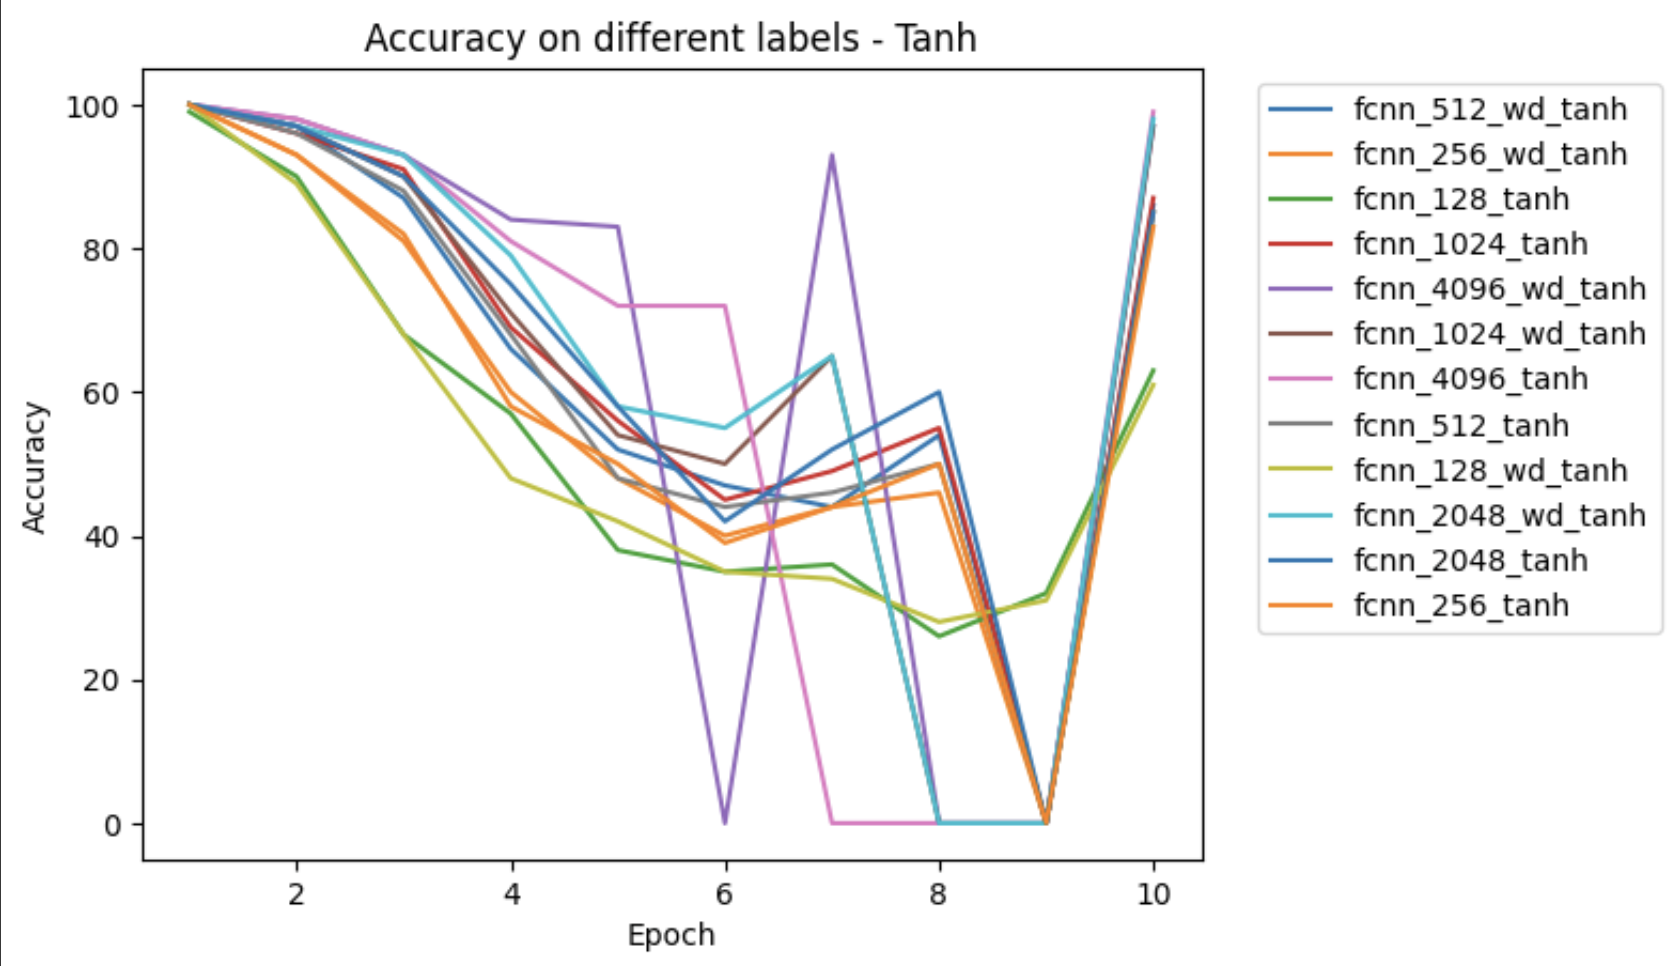 Accuracy on different labels - Tanh
100
80
60
40
20
0
Accuracy
2 4 6 8 10
Epoch
fcnn_512_wd_tanh
fcnn_256_wd_tanh
fcnn_128_tanh
fcnn_1024_tanh
fcnn_4096_wd_tanh
fcnn_1024_wd_tanh
fcnn_4096_tanh
fcnn_512_tanh
fcnn_128_wd_tanh
fcnn_2048_wd_tanh
fcnn_2048_tanh
fcnn_256_tanh